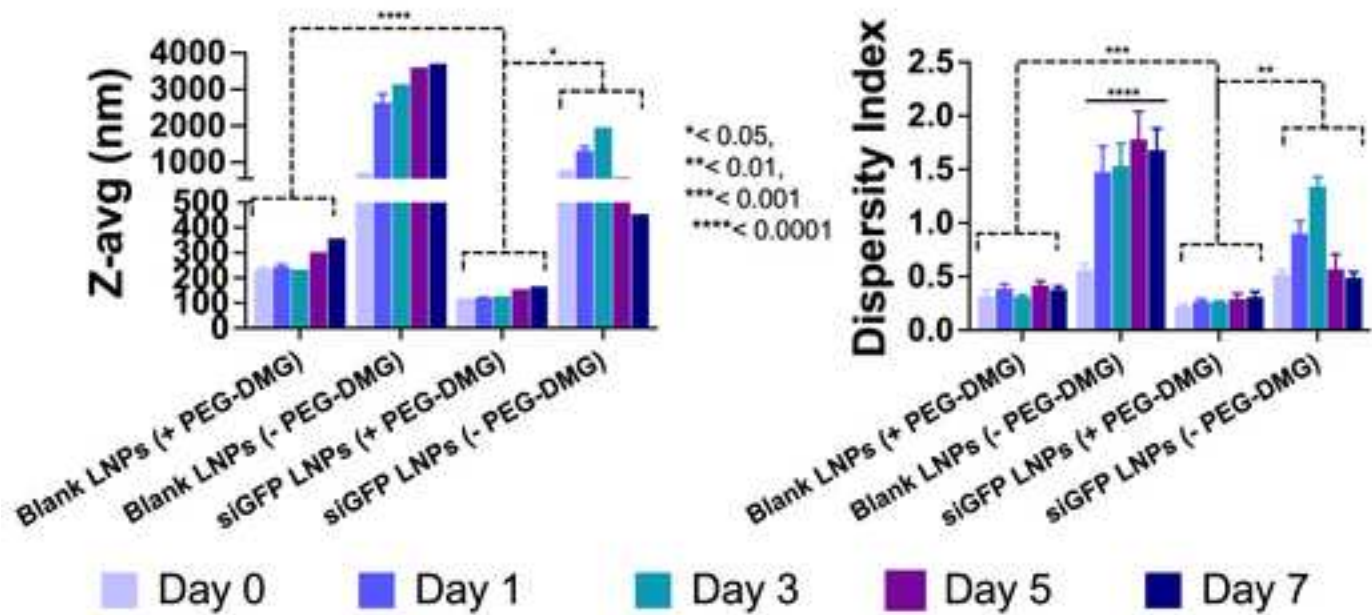 ****
*
Z-avg (nm)
4000
3000
2000
1000
500
400
300
200
100
0
Blank LNPs (+ PEG-DMG)
Blank LNPs (- PEG-DMG)
siGFP LNPs (+ PEG-DMG)
siGFP LNPs (- PEG-DMG)
*< 0.05,
**< 0.01,
***< 0.001
****< 0.0001
***
**
****
Dispersity Index
2.5
2.0
1.5
1.0
0.5
0.0
Blank LNPs (+ PEG-DMG)
Blank LNPs (- PEG-DMG)
siGFP LNPs (+ PEG-DMG)
siGFP LNPs (- PEG-DMG)
Day 0
Day 1
Day 3
Day 5
Day 7